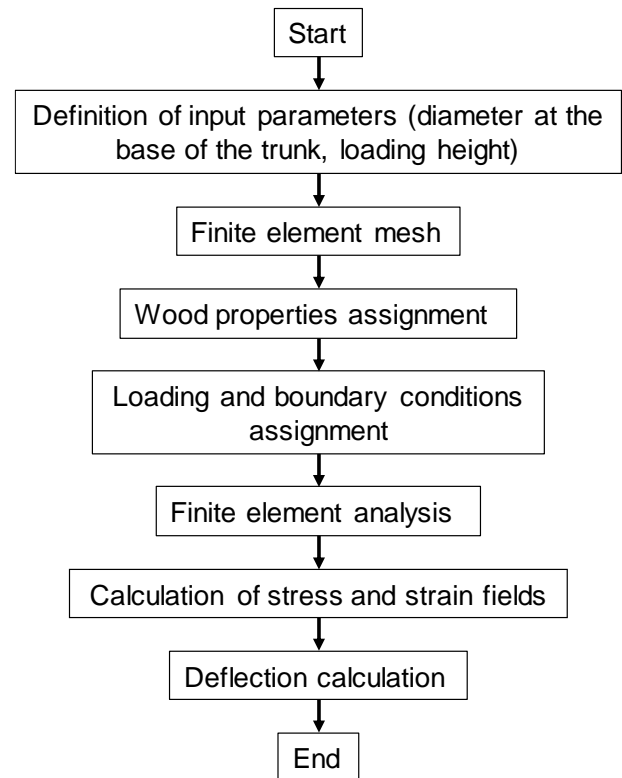 Start
Definition of input parameters (diameter at the
base of the trunk, loading height)
Finite element mesh
Wood properties assignment
Loading and boundary conditions
assignment
Finite element analysis
Calculation of stress and strain fields
Deflection calculation
End